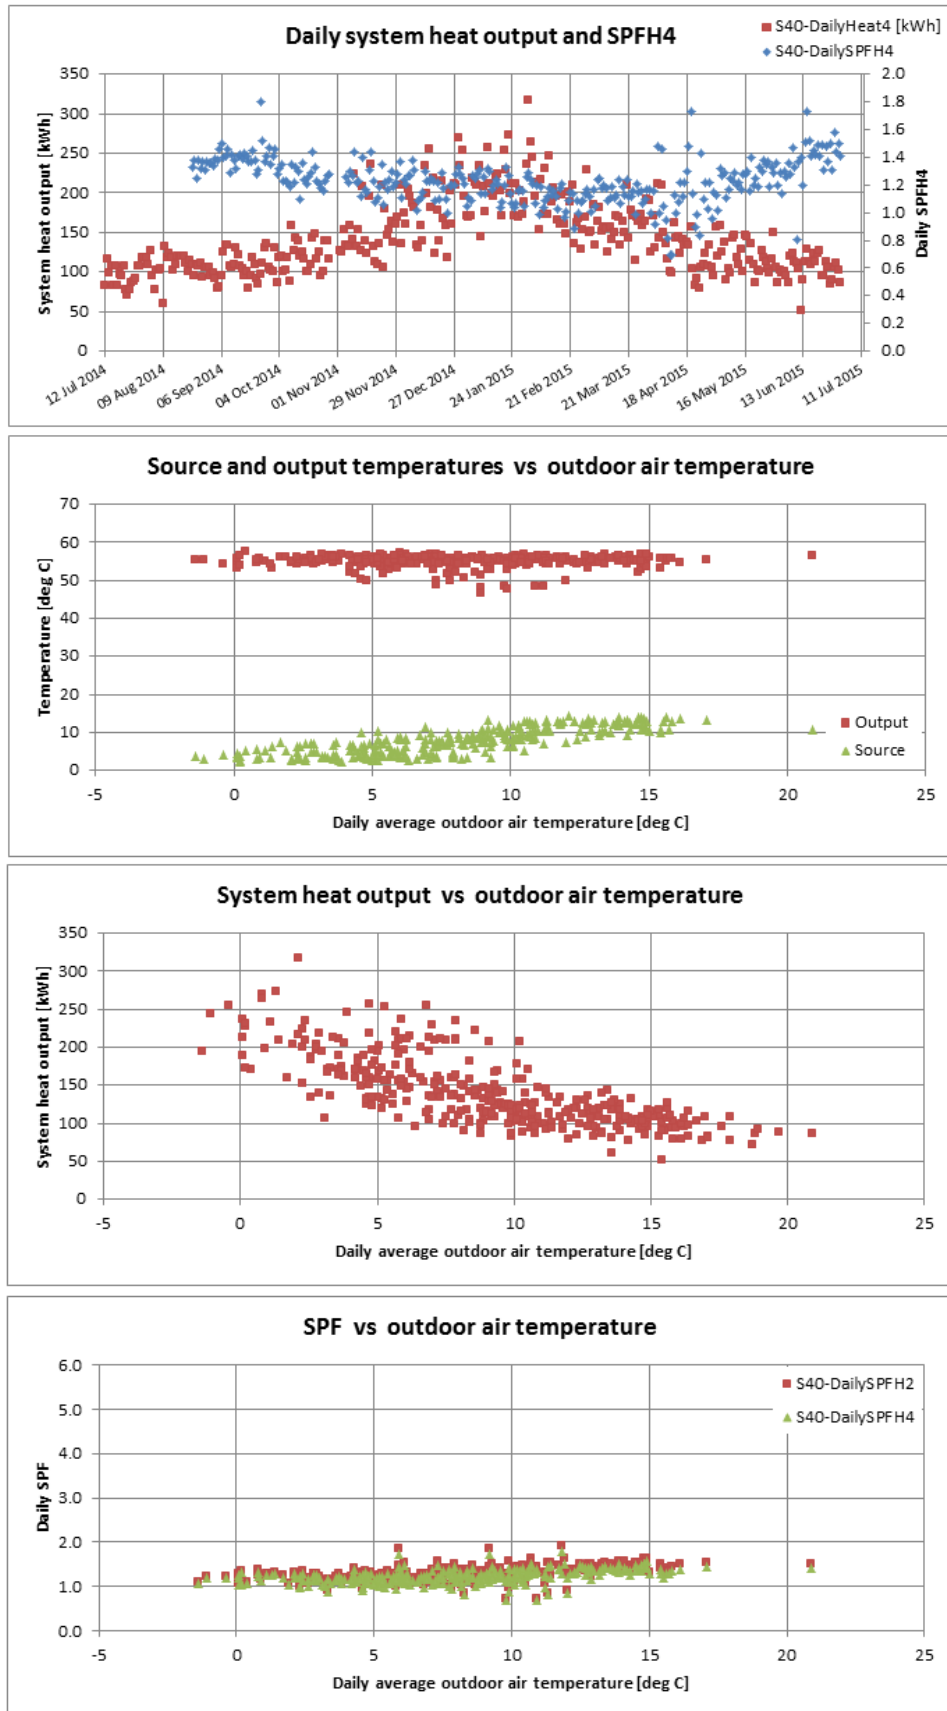 Daily system heat output and SPFH4
S40-DailyHeat4 [kWh]
S40-DailySPFH4
System heat output [kWh]
350
300
250
200
150
100
50
0
2.0
1.8
1.6
1.4
1.2
1.0
0.8
0.6
0.4
0.2
0.0
Daily SPFH4
12 Jul 2014
09 Aug 2014
06 Sep 2014
04 Oct 2014
01 Nov 2014
29 Nov 2014
27 Dec 2014
24 Jan 2015
21 Feb 2015
21 Mar 2015
18 Apr 2015
16 May 2015
13 Jun 2015
11 Jul 2015
Source and output temperatures vs outdoor air temperature
Temperature [deg C]
70
60
50
40
30
20
10
0
Output
Source
-5
0
5
10
15
20
25
Daily average outdoor air temperature [deg C]
System heat output vs outdoor air temperature
System heat output [kWh]
350
300
250
200
150
100
50
0
-5
0
5
10
15
20
25
Daily average outdoor air temperature [deg C]
SPF vs outdoor air temperature
Daily SPF
6.0
5.0
4.0
3.0
2.0
1.0
0.0
S40-DailySPFH2
S40-DailySPFH4
-5
0
5
10
15
20
25
Daily average outdoor air temperature [deg C]